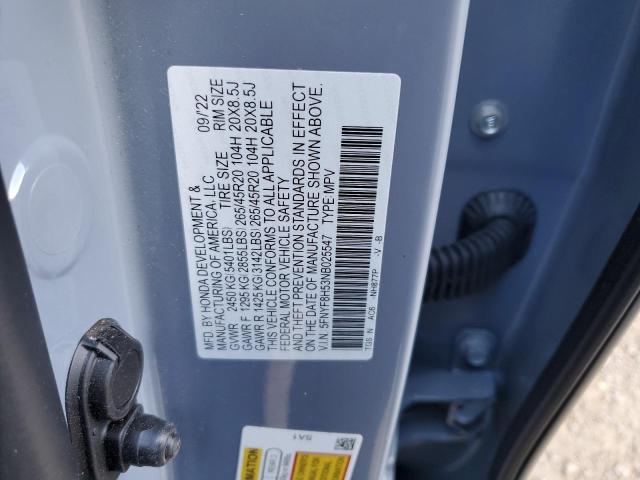 MFD. BY HONDA DEVELOPMENT & 09/22
MANUFACTURING OF AMERICA, LLC
TIRE SIZE RIM SIZE
GVWR 2450 KG(5401LBS)
GAWR F 1295 KG(2855LBS)265/45R20 104H 20X8.5J
GAWR R 1425 KG(3142LBS)265/45R20 104H 20X8.5J
THIS VEHICLE CONFORMS TO ALL APPLICABLE
FEDERAL MOTOR VEHICLE SAFETY
AND THEFT PREVENTION STANDARDS IN EFFECT
ON THE DATE OF MANUFACTURE SHOWN ABOVE.
V.I.N: 5FNYF8H53NB025547 TYPE:MPV
TGS N AC6 -NH877P -V -B
SA1